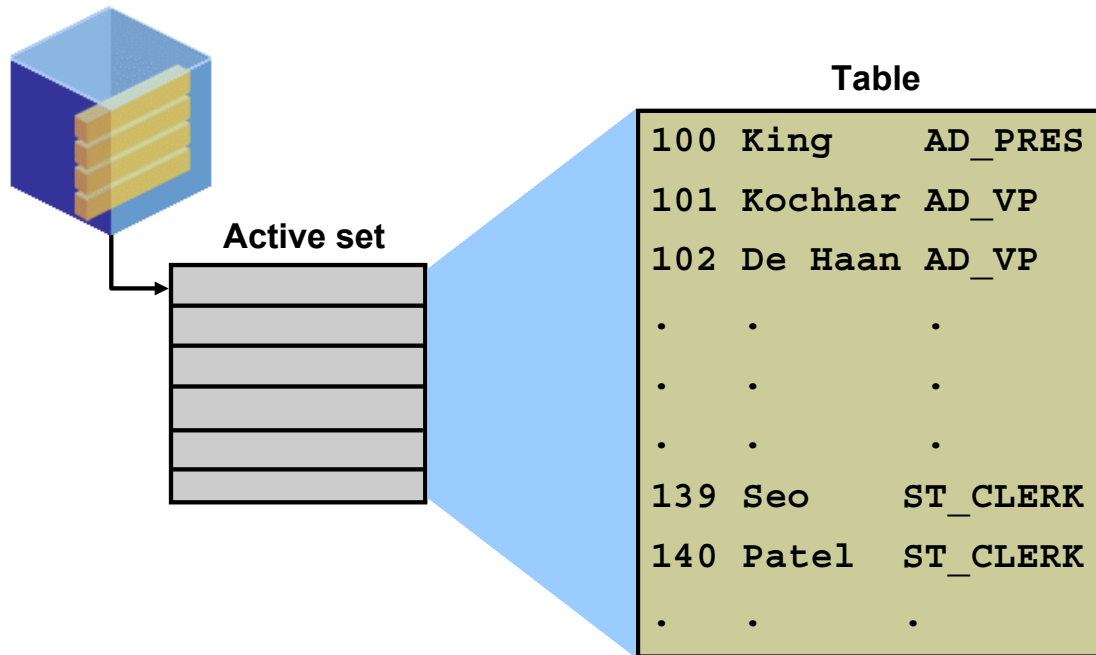 Table
Active set
100 King AD_PRES
101 Kochhar AD_VP
102 De Haan AD_VP
. . .
. . .
. . .
139 Seo ST_CLERK
140 Patel ST_CLERK
. . .